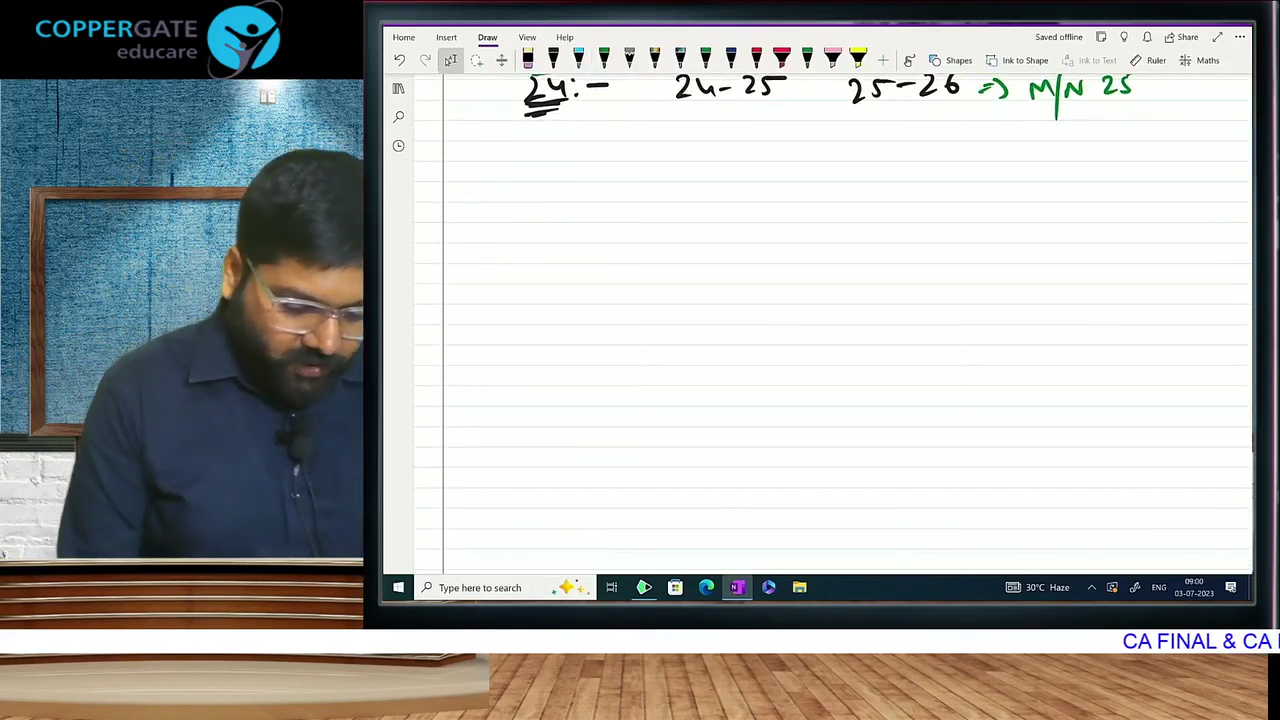 COPPERGATE
educare
Home Insert Draw View Help
Saved offline Share
Shapes Ink to Shape Ink to Text Ruler Maths
24:- 24-25 25-26 => M/N 25
Type here to search
30°C Haze ENG 09:00
03-07-2023
CA FINAL & CA